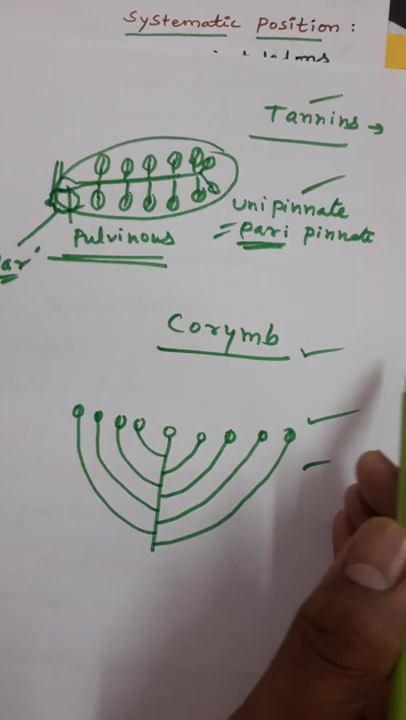 Systematic Position :
Tannins →
Unipinnate
= Pari pinnate
Pulvinous
Corymb